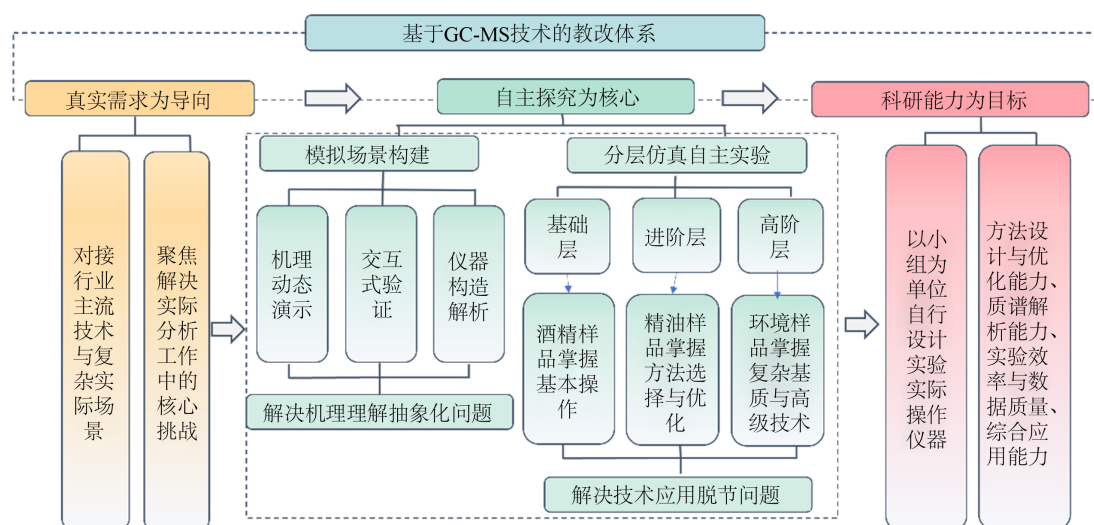 基于GC-MS技术的教改体系
真实需求为导向
自主探究为核心
科研能力为目标
对接
行业
主流
技术
与复
杂实
际场
景
聚焦
解决
实际
分析
工作
中的
核心
挑战
模拟场景构建
机理
动态
演示
交互
式验
证
仪器
构造
解析
解决机理理解抽象化问题
分层仿真自主实验
基础
层
进阶层
高阶
层
酒精样
品掌握
基本操
作
精油样
品掌握
方法选
择与优
化
环境样
品掌握
复杂基
质与高
级技术
解决技术应用脱节问题
以小
组为
单位
自行
设计
实验
实际
操作
仪器
方法设
计与优
化能力、
质谱解
析能力、
实验效
率与数
据质量、
综合应
用能力